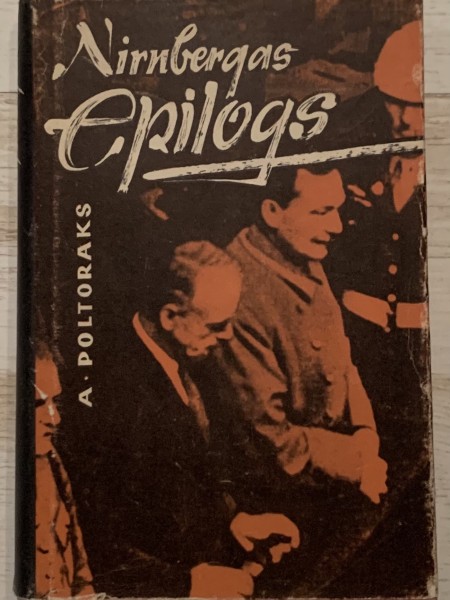 Nirnbergas
Epilogs
A. POLTORAKS